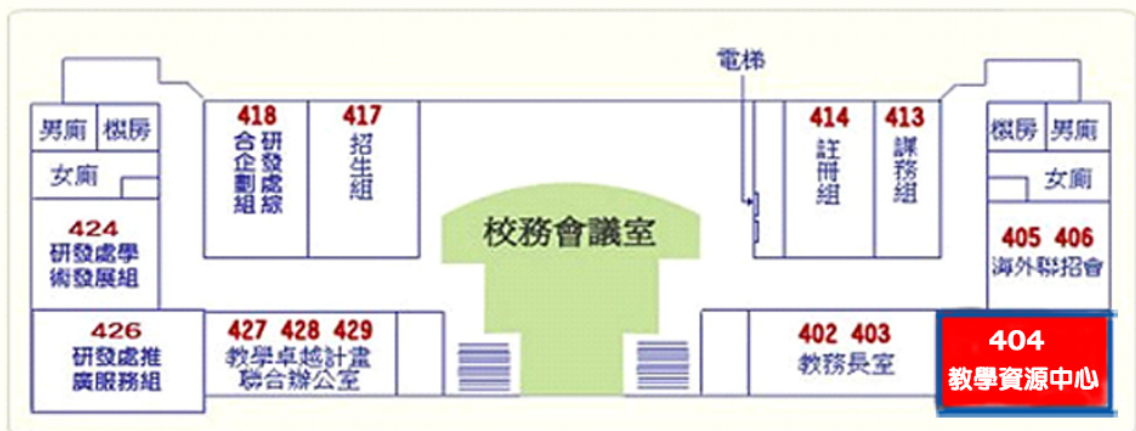 電梯
男廁
機房
女廁
424
研發處學
術發展組
426
研發處推
廣服務組
418
研發處綜
合企劃組
417
招生組
427 428 429
教學卓越計畫
聯合辦公室
校務會議室
414
註冊組
413
課務組
402 403
教務長室
機房
男廁
女廁
405 406
海外聯招會
404
教學資源中心